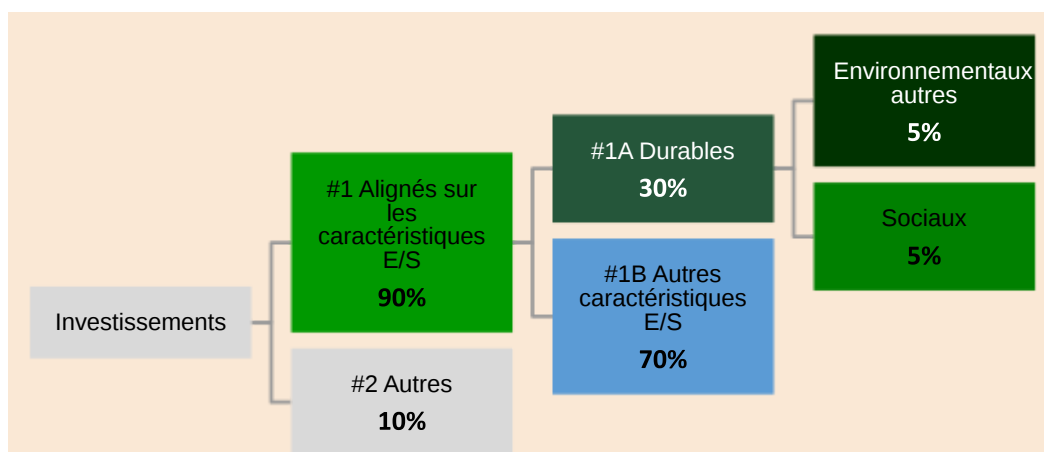 Investissements
#1 Alignés sur
les
caractéristiques
E/S
90%
#2 Autres
10%
#1A Durables
30%
#1B Autres
caractéristiques
E/S
70%
Environnementaux
autres
5%
Sociaux
5%